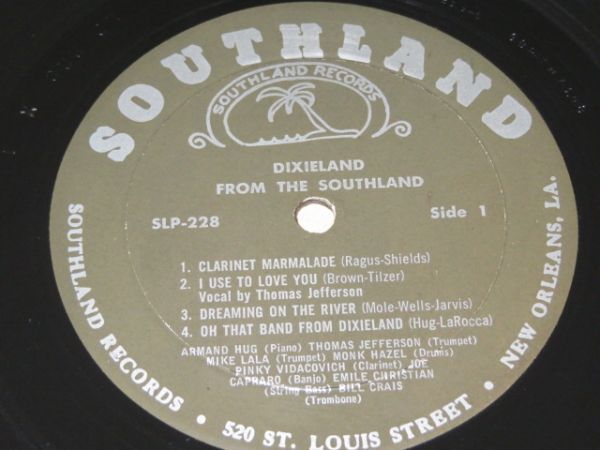 SOUTHLAND
SOUTHLAND RECORDS
DIXIELAND
FROM THE SOUTHLAND
SLP-228 Side 1
1. CLARINET MARMALADE (Ragus-Shields)
2. I USE TO LOVE YOU (Brown-Tilzer)
Vocal by Thomas Jefferson
3. DREAMING ON THE RIVER (Mole-Wells-Jarvis)
4. OH THAT BAND FROM DIXIELAND (Hug-LaRocca)
ARMAND HUG (Piano) THOMAS JEFFERSON (Trumpet)
MIKE LALA (Trumpet) MONK HAZEL (Drums)
PINKY VIDACOVICH (Clarinet) JOE
CAPRARO (Banjo) EMILE CHRISTIAN
(String Bass) BILL CRAIS
(Trombone)
SOUTHLAND RECORDS • 520 ST. LOUIS STREET • NEW ORLEANS, LA.